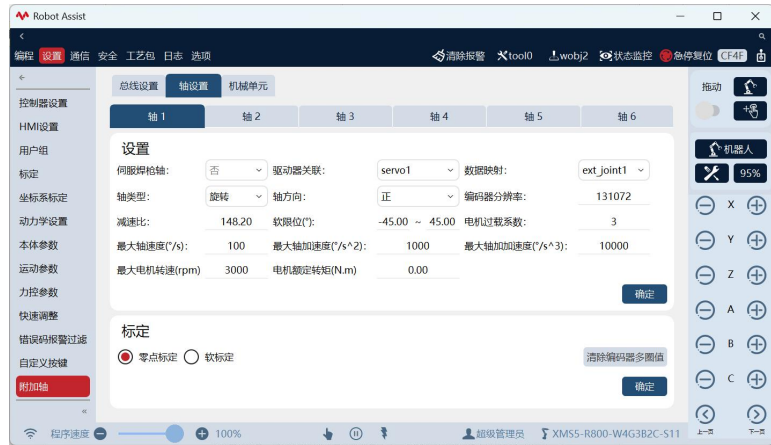 Robot Assist
编程 设置 通信 安全 工艺包 日志 选项 清除报警 tool0 wobj2 状态监控 急停复位 CF4F
控制器设置
HMI设置
用户组
标定
坐标系标定
动力学设置
本体参数
运动参数
力控参数
快速调整
错误码报警过滤
自定义按键
附加轴
总线设置 轴设置 机械单元
轴 1 轴 2 轴 3 轴 4 轴 5 轴 6
设置
伺服焊枪轴: 否 驱动器关联: servo1 数据映射: ext_joint1
轴类型: 旋转 轴方向: 正 编码器分辨率: 131072
减速比: 148.20 软限位(°): -45.00 ~ 45.00 电机过载系数: 3
最大轴速度(°/s): 100 最大轴加速度(°/s^2): 1000 最大轴加加速度(°/s^3): 10000
最大电机转速(rpm) 3000 电机额定转矩(N.m) 0.00
确定
标定
零点标定 软标定 清除编码器多圈值
确定
拖动
机器人
95%
X
Y
Z
A
B
C
上一页 下一页
程序速度 100% 超级管理员 XMS5-R800-W4G3B2C-S11